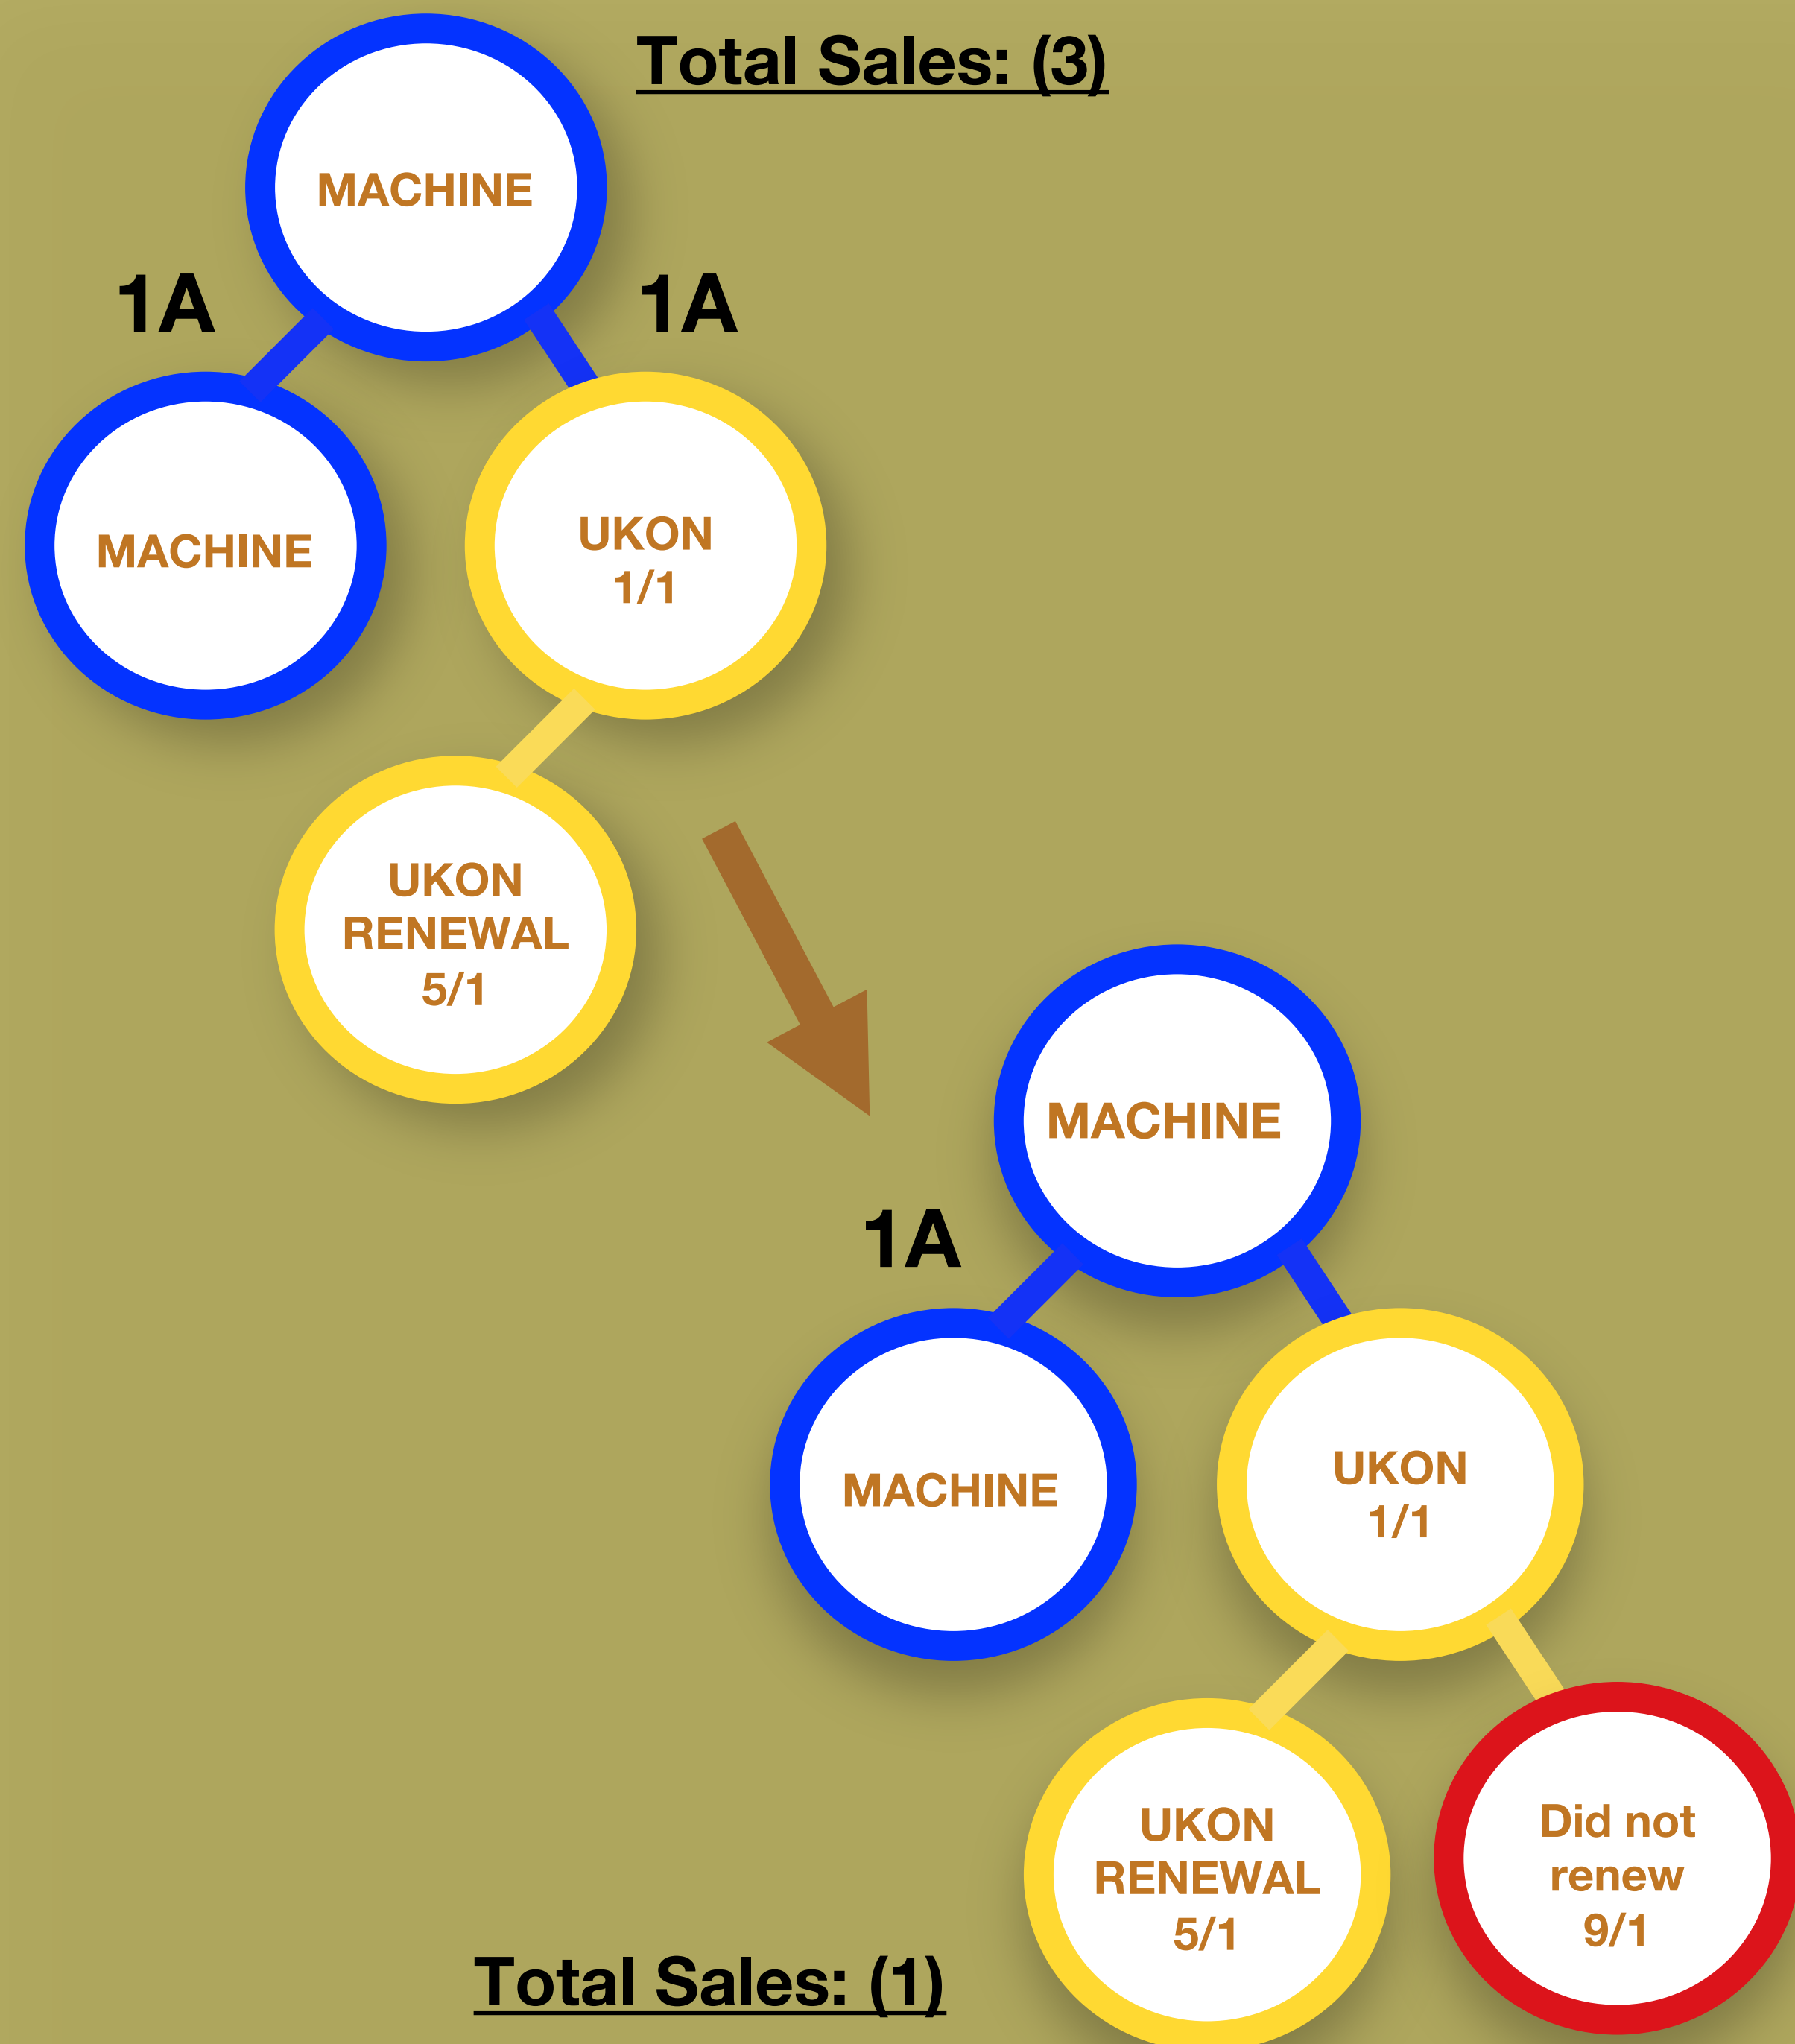 Total Sales: (3)
MACHINE
1A
1A
MACHINE
UKON
1/1
UKON
RENEWAL
5/1
MACHINE
1A
MACHINE
UKON
1/1
UKON
RENEWAL
5/1
Did not
renew
9/1
Total Sales: (1)